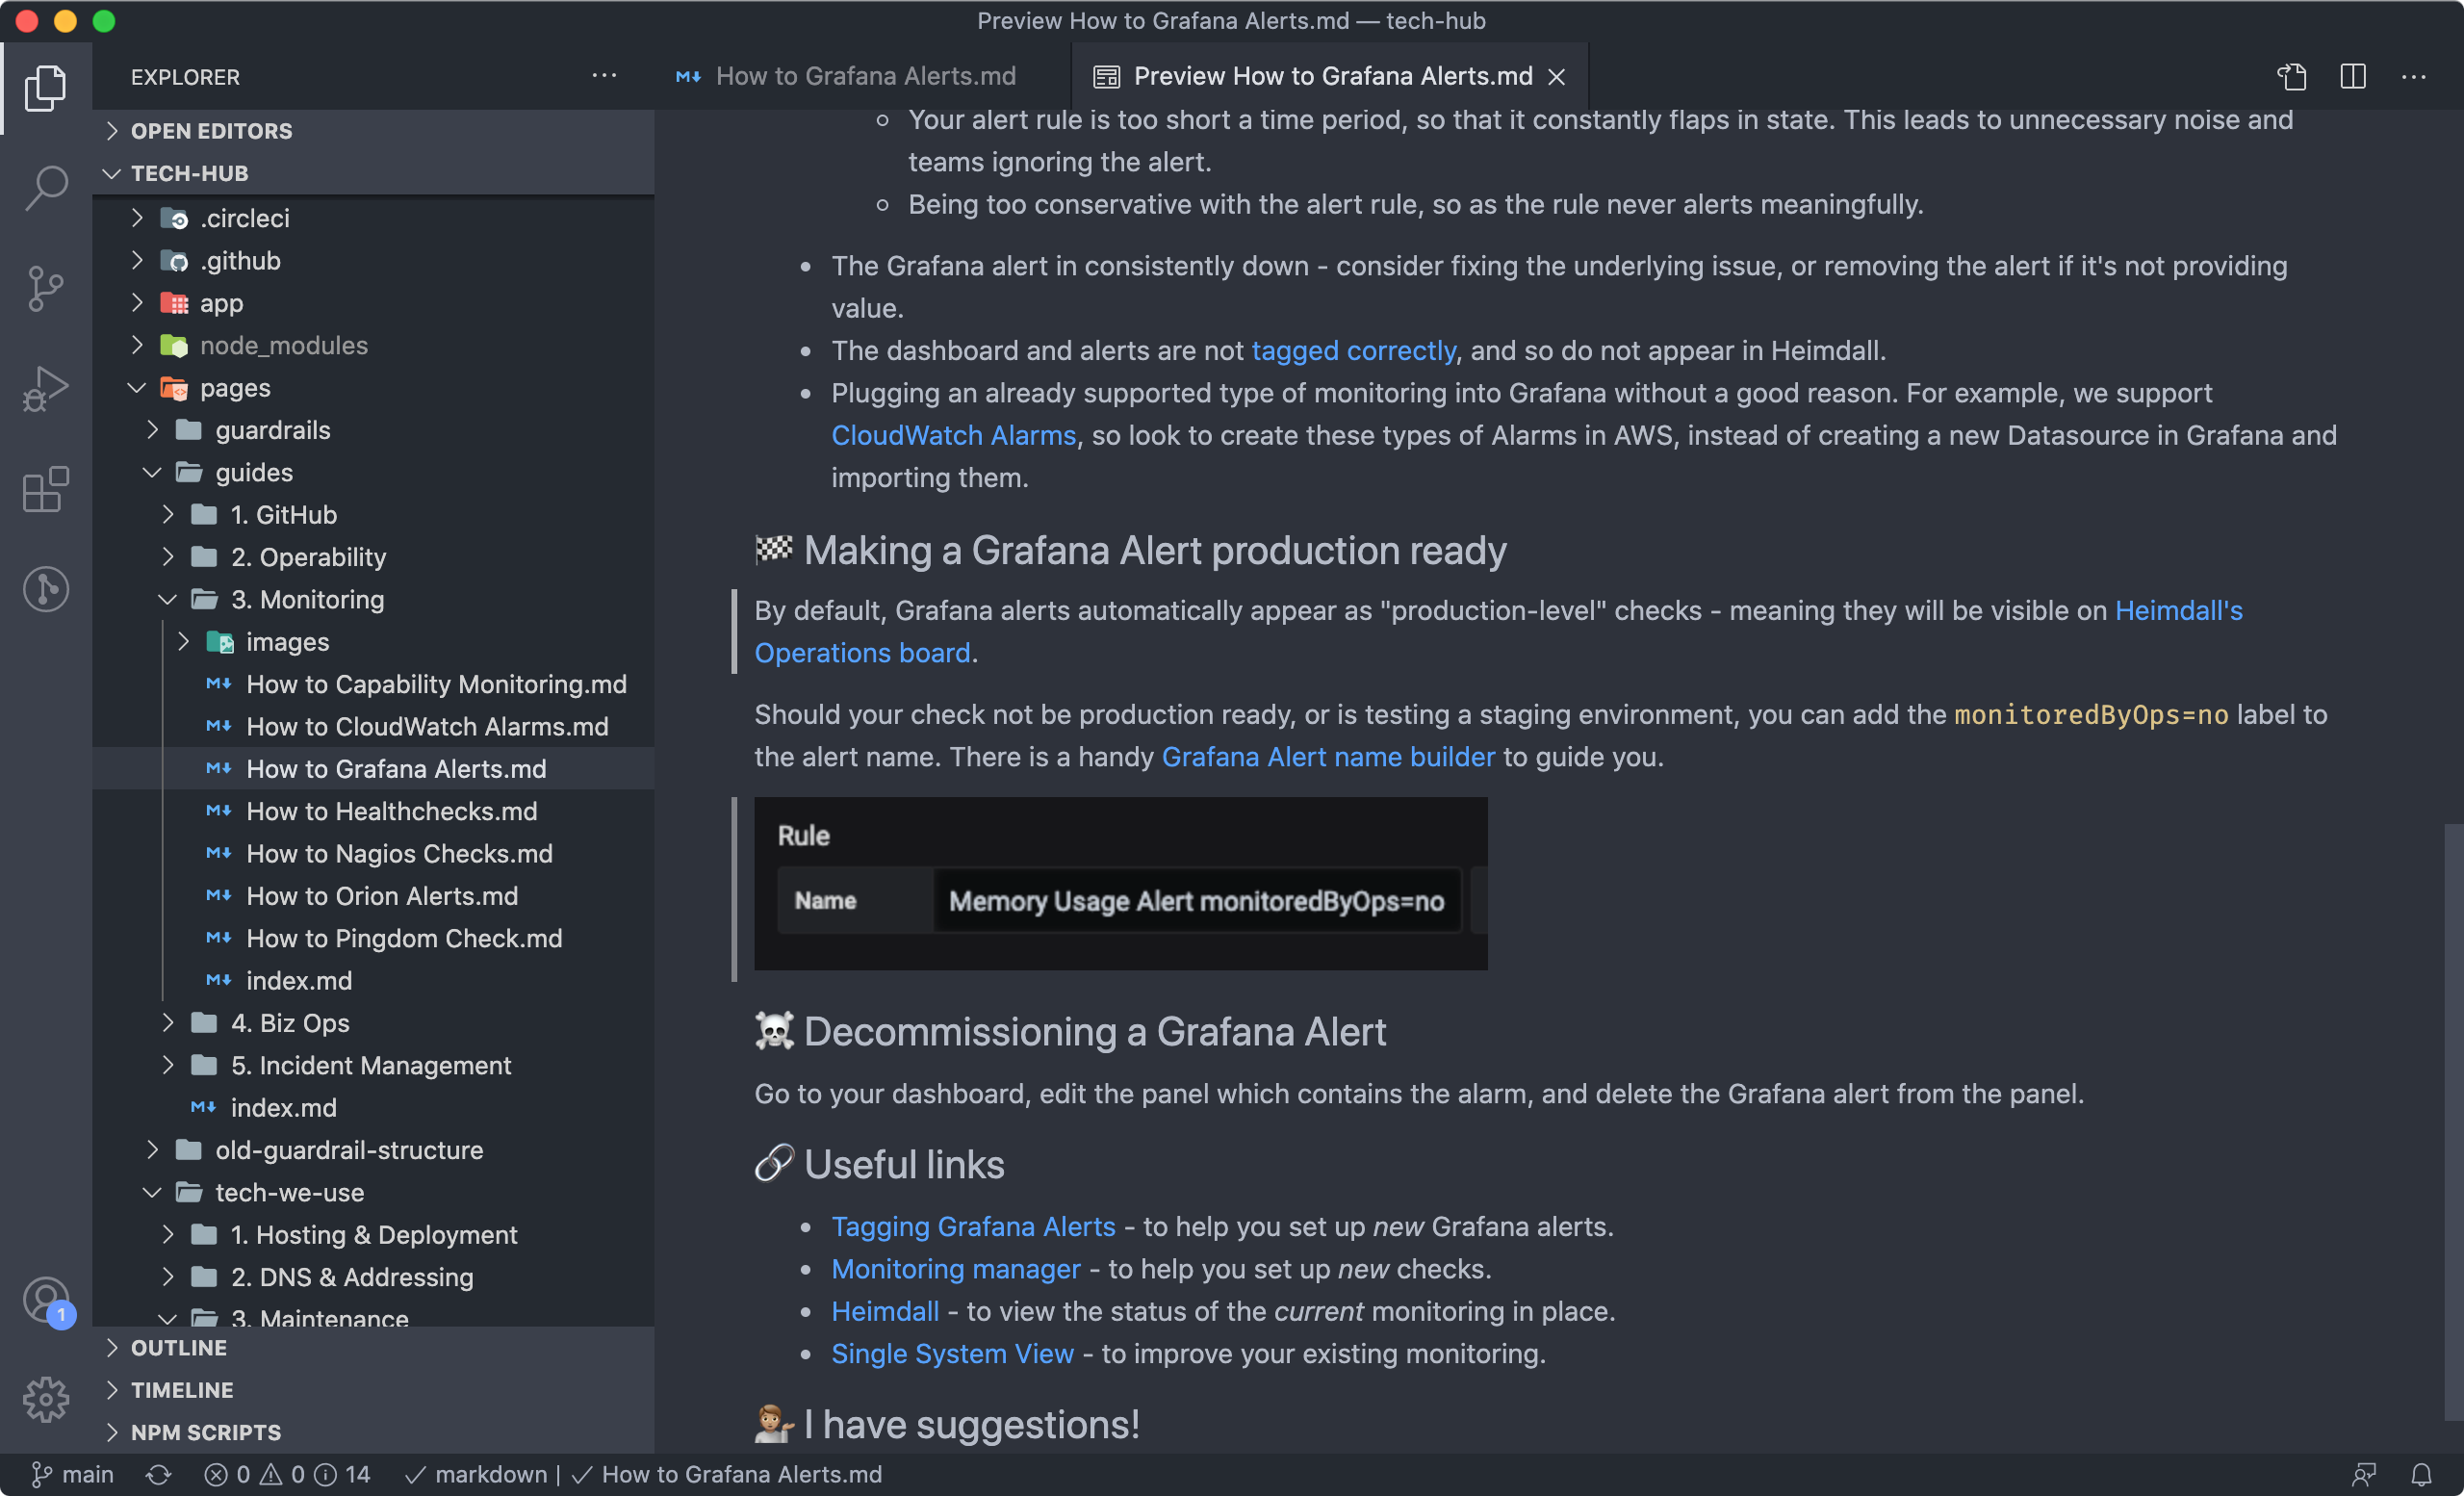 Preview How to Grafana Alerts.md — tech-hub
EXPLORER
How to Grafana Alerts.md
Preview How to Grafana Alerts.md
OPEN EDITORS
TECH-HUB
.circleci
.github
app
node_modules
pages
guardrails
guides
1. GitHub
2. Operability
3. Monitoring
images
How to Capability Monitoring.md
How to CloudWatch Alarms.md
How to Grafana Alerts.md
How to Healthchecks.md
How to Nagios Checks.md
How to Orion Alerts.md
How to Pingdom Check.md
index.md
4. Biz Ops
5. Incident Management
index.md
old-guardrail-structure
tech-we-use
1. Hosting & Deployment
2. DNS & Addressing
3. Maintenance
OUTLINE
TIMELINE
NPM SCRIPTS
1
Your alert rule is too short a time period, so that it constantly flaps in state. This leads to unnecessary noise and
teams ignoring the alert.
Being too conservative with the alert rule, so as the rule never alerts meaningfully.
The Grafana alert in consistently down - consider fixing the underlying issue, or removing the alert if it's not providing
value.
The dashboard and alerts are not tagged correctly, and so do not appear in Heimdall.
Plugging an already supported type of monitoring into Grafana without a good reason. For example, we support
CloudWatch Alarms, so look to create these types of Alarms in AWS, instead of creating a new Datasource in Grafana and
importing them.
🏁 Making a Grafana Alert production ready
By default, Grafana alerts automatically appear as "production-level" checks - meaning they will be visible on Heimdall's
Operations board.
Should your check not be production ready, or is testing a staging environment, you can add the monitoredByOps=no label to
the alert name. There is a handy Grafana Alert name builder to guide you.
Rule
Name Memory Usage Alert monitoredByOps=no
☠️ Decommissioning a Grafana Alert
Go to your dashboard, edit the panel which contains the alarm, and delete the Grafana alert from the panel.
🔗 Useful links
Tagging Grafana Alerts - to help you set up new Grafana alerts.
Monitoring manager - to help you set up new checks.
Heimdall - to view the status of the current monitoring in place.
Single System View - to improve your existing monitoring.
💁🏽 I have suggestions!
main 0 0 14 markdown | How to Grafana Alerts.md